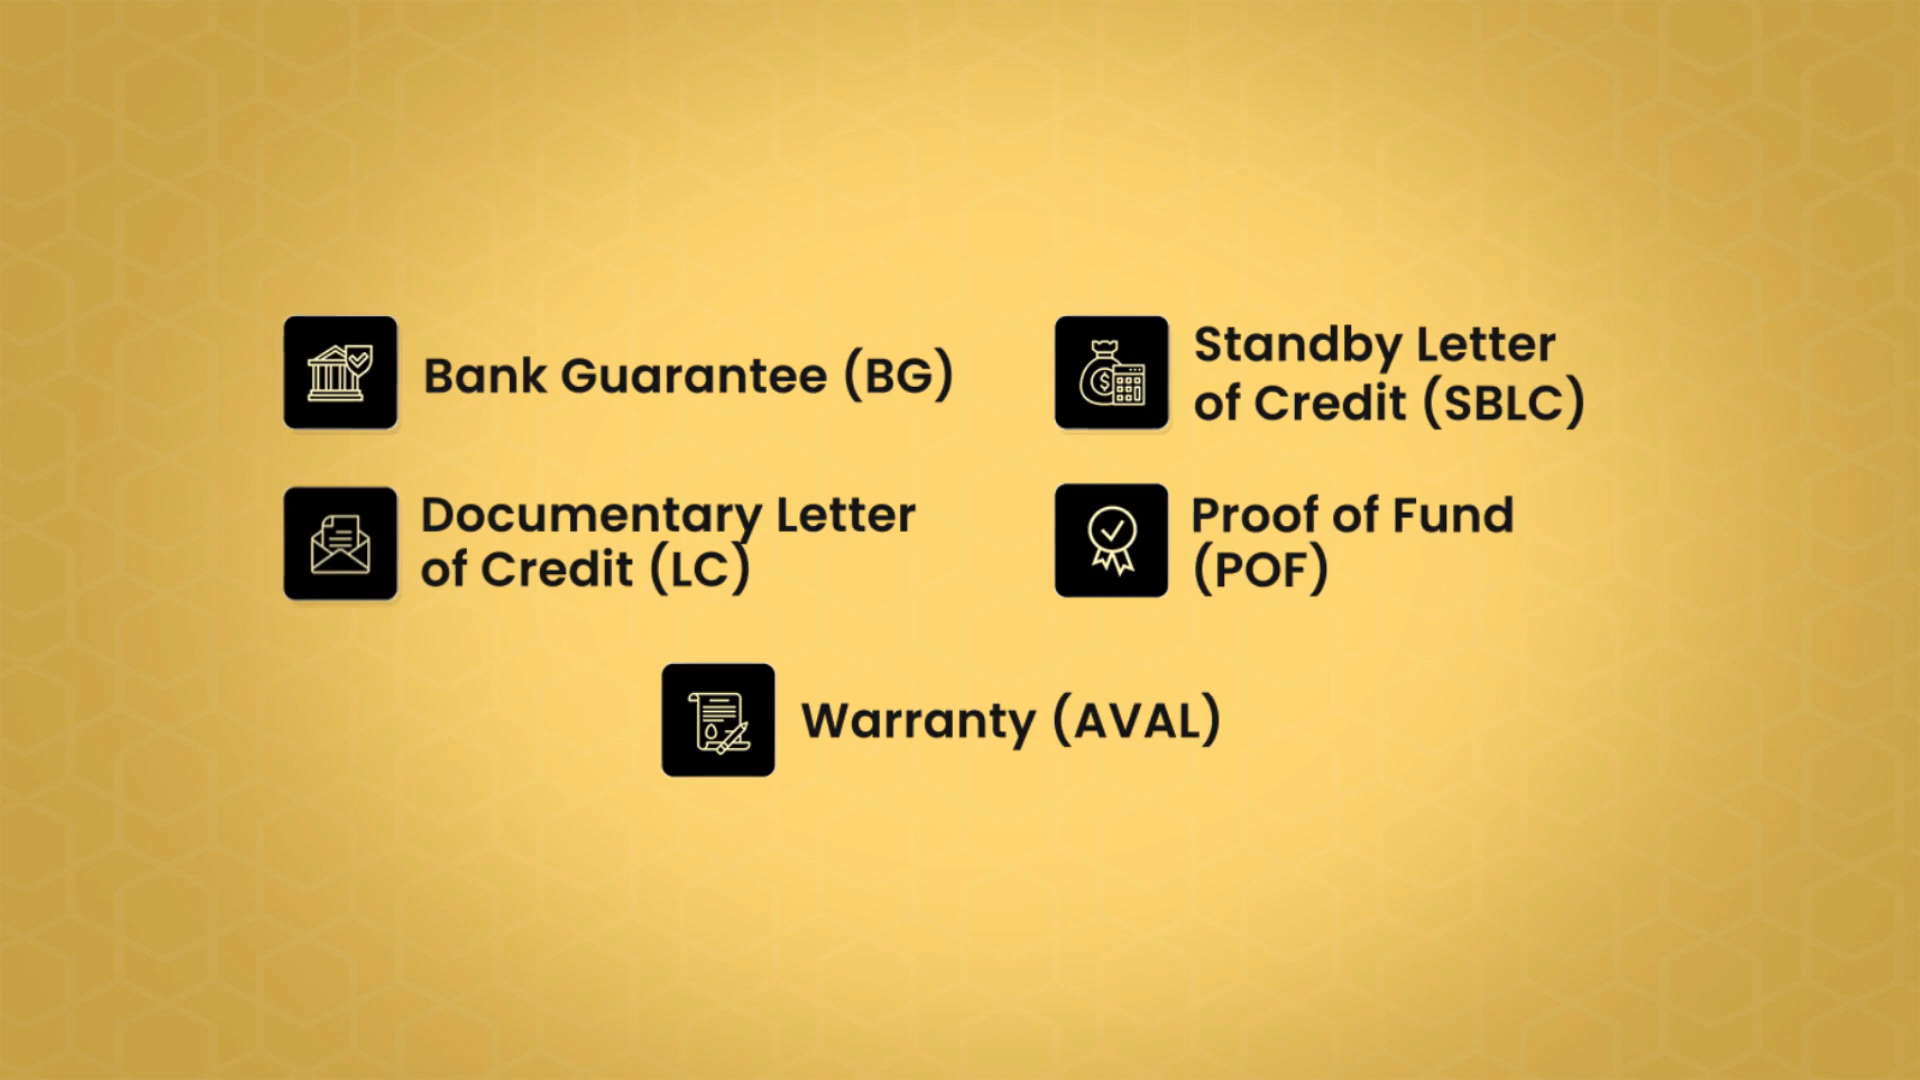 Bank Guarantee (BG)
Standby Letter
of Credit (SBLC)
Documentary Letter
of Credit (LC)
Proof of Fund
(POF)
Warranty (AVAL)